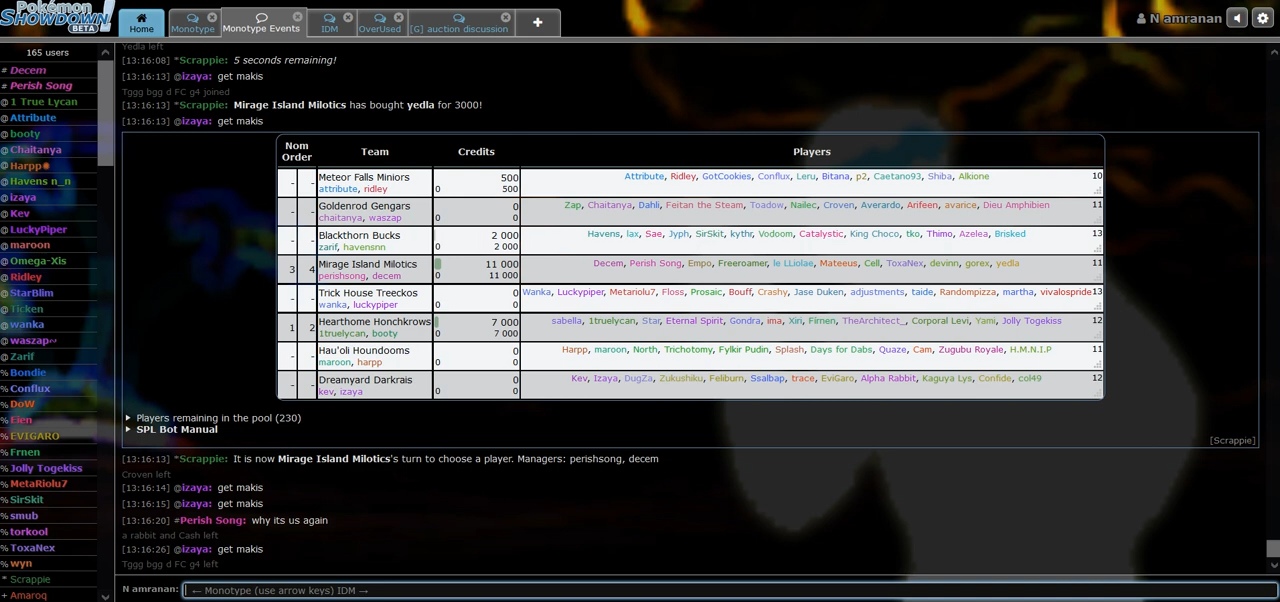 Pokémon
SHOWDOWN!
BETA
Home
Monotype
Monotype Events
IDM
OverUsed
[G] auction discussion
+
N amranan
165 users
# Decem
# Perish Song
@ 1 True Lycan
@ Attribute
@ booty
@ Chaitanya
@ Harpp✹
@ Havens n_n
@ izaya
@ Kev
@ LuckyPiper
@ maroon
@ Omega-Xis
@ Ridley
@ StarBlim
@ Ticken
@ wanka
@ waszap~
@ Zarif
% Bondie
% Conflux
% DoW
% Eien
% EVIGARO
% Frnen
% Jolly Togekiss
% MetaRiolu7
% SirSkit
% smub
% torkool
% ToxaNex
% wyn
* Scrappie
+ Amaroq
Yedla left
[13:16:08] *Scrappie: 5 seconds remaining!
[13:16:13] @izaya: get makis
Tggg bgg d FC g4 joined
[13:16:13] *Scrappie: Mirage Island Milotics has bought yedla for 3000!
[13:16:13] @izaya: get makis
Nom Order Team Credits Players
- - Meteor Falls Miniors 500 Attribute, Ridley, GotCookies, Conflux, Leru, Bitana, p2, Caetano93, Shiba, Alkione 10
attribute, ridley 0 500
- - Goldenrod Gengars 0 Zap, Chaitanya, Dahli, Feitan the Steam, Toadow, Nailec, Croven, Averardo, Arifeen, avarice, Dieu Amphibien 11
chaitanya, waszap 0 0
- - Blackthorn Bucks 2 000 Havens, lax, Sae, Jyph, SirSkit, kythr, Vodoom, Catalystic, King Choco, tko, Thimo, Azelea, Brisked 13
zarif, havensnn 0 2 000
3 4 Mirage Island Milotics 11 000 Decem, Perish Song, Empo, Freeroamer, le LLiolae, Mateeus, Cell, ToxaNex, devinn, gorex, yedla 11
perishsong, decem 0 11 000
- - Trick House Treeckos 0 Wanka, Luckypiper, Metariolu7, Floss, Prosaic, Bouff, Crashy, Jase Duken, adjustments, taide, Randompizza, martha, vivalospride 13
wanka, luckypiper 0 0
1 2 Hearthome Honchkrows 7 000 sabella, 1truelycan, Star, Eternal Spirit, Gondra, ima, Xiri, Firnen, TheArchitect_, Corporal Levi, Yami, Jolly Togekiss 12
1truelycan, booty 0 7 000
- - Hau'oli Houndooms 0 Harpp, maroon, North, Trichotomy, Fylkir Pudin, Splash, Days for Dabs, Quaze, Cam, Zugubu Royale, H.M.N.I.P 11
maroon, harpp 0 0
- - Dreamyard Darkrais 0 Kev, Izaya, DugZa, Zukushiku, Feliburn, Ssalbap, trace, EviGaro, Alpha Rabbit, Kaguya Lys, Confide, col49 12
kev, izaya 0 0
Players remaining in the pool (230)
SPL Bot Manual
[Scrappie]
[13:16:13] *Scrappie: It is now Mirage Island Milotics's turn to choose a player. Managers: perishsong, decem
Croven left
[13:16:14] @izaya: get makis
[13:16:15] @izaya: get makis
[13:16:20] #Perish Song: why its us again
a rabbit and Cash left
[13:16:26] @izaya: get makis
Tggg bgg d FC g4 left
N amranan: ← Monotype (use arrow keys) IDM →